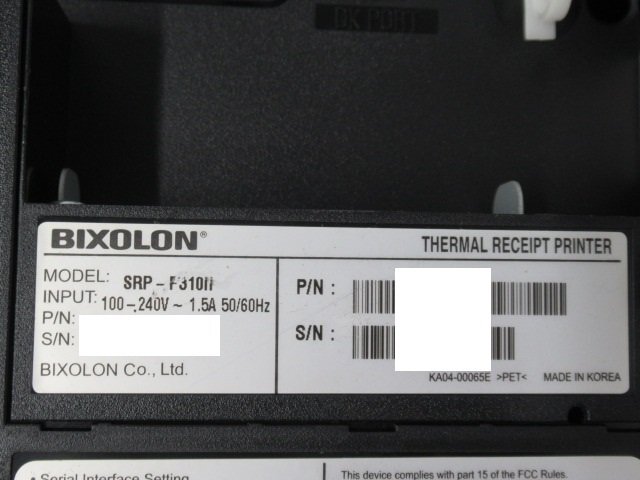 DK PORT
BIXOLON®
THERMAL RECEIPT PRINTER
MODEL: SRP-F310II
INPUT: 100-240V ~ 1.5A 50/60Hz
P/N:
S/N:
BIXOLON Co., Ltd.
P/N :
S/N :
KA04-00065E >PET< MADE IN KOREA
• Serial Interface Setting
This device complies with part 15 of the FCC Rules.